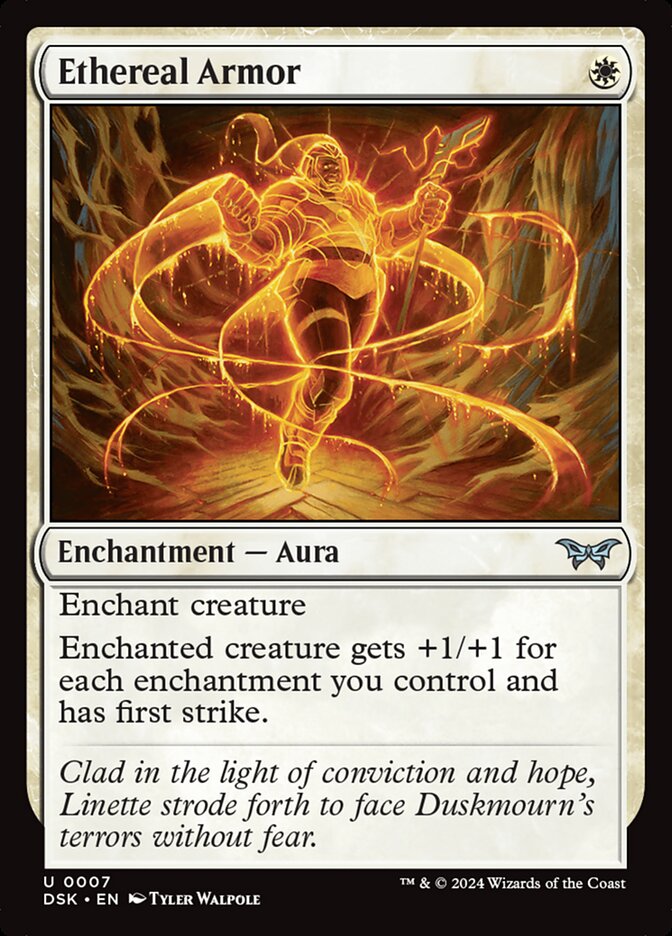 Ethereal Armor
Enchantment — Aura
Enchant creature
Enchanted creature gets +1/+1 for
each enchantment you control and
has first strike.
Clad in the light of conviction and hope,
Linette strode forth to face Duskmourn's
terrors without fear.
U 0007
DSK • EN Tyler Walpole
™ & © 2024 Wizards of the Coast